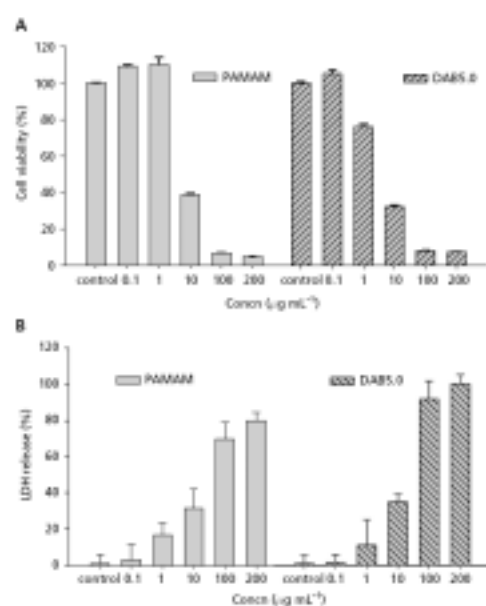 A
120
PAMAM
DAB5.0
100
80
60
40
20
0
Cell viability (%)
control 0.1 1 10 100 200 control 0.1 1 10 100 200
Concn (µg mL⁻¹)
B
120
PAMAM
DAB5.0
100
80
60
40
20
0
LDH release (%)
control 0.1 1 10 100 200 control 0.1 1 10 100 200
Concn (µg mL⁻¹)